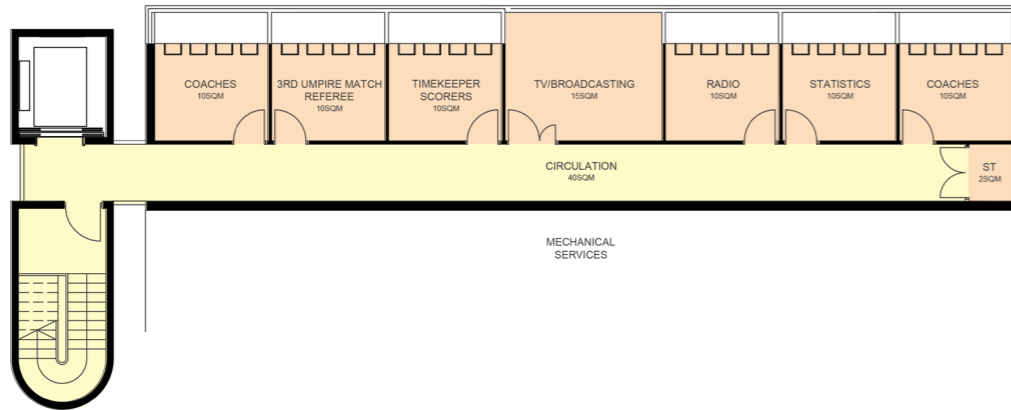 COACHES
10SQM
3RD UMPIRE MATCH
REFEREE
10SQM
TIMEKEEPER
SCORERS
10SQM
TV/BROADCASTING
15SQM
RADIO
10SQM
STATISTICS
10SQM
COACHES
10SQM
CIRCULATION
40SQM
ST
2SQM
MECHANICAL
SERVICES